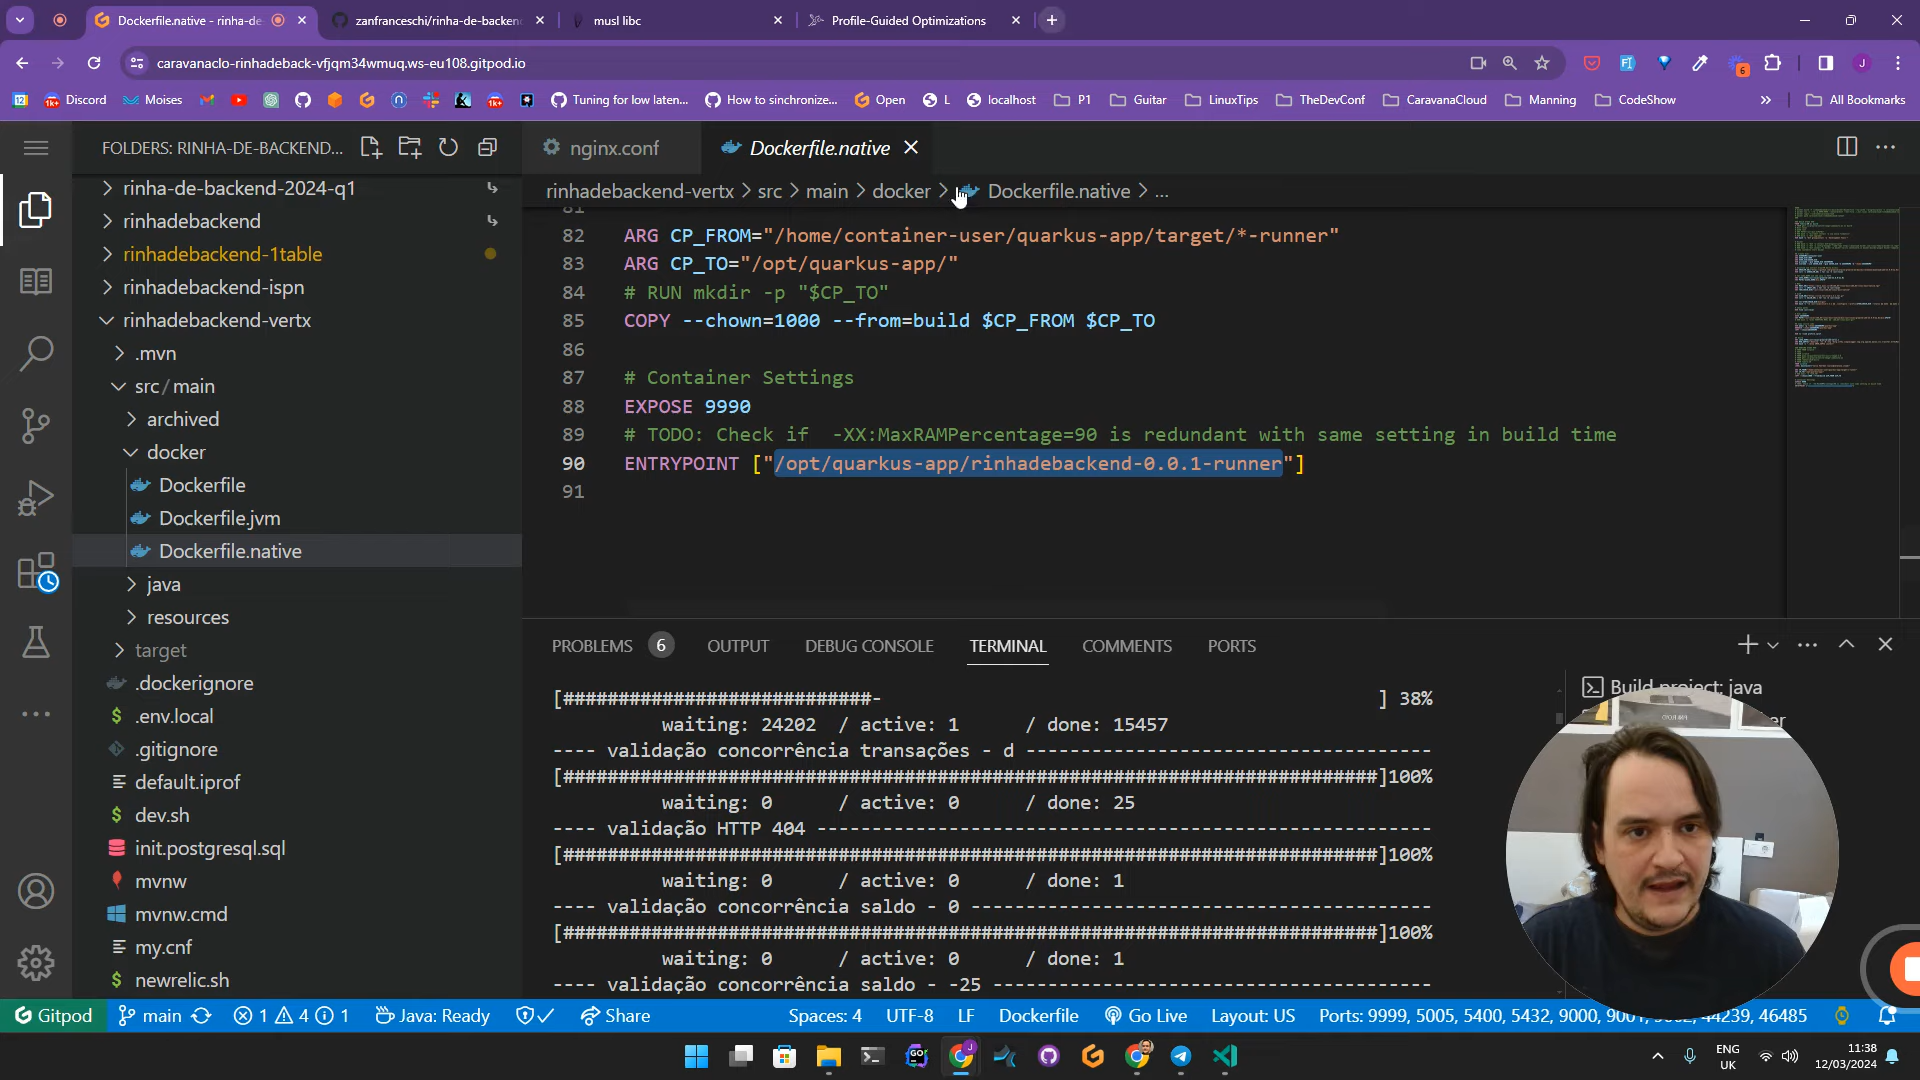 Dockerfile.native - rinha-de-
zanfranceschi/rinha-de-backen
musl libc
Profile-Guided Optimizations
caravanaclo-rinhadeback-vfjqm34wmuq.ws-eu108.gitpod.io
6
J
12
Discord
Moises
Tuning for low laten...
How to sinchronize...
Open
L
localhost
P1
Guitar
LinuxTips
TheDevConf
CaravanaCloud
Manning
CodeShow
All Bookmarks
FOLDERS: RINHA-DE-BACKEND...
nginx.conf
Dockerfile.native
rinha-de-backend-2024-q1
rinhadebackend
rinhadebackend-1table
rinhadebackend-ispn
rinhadebackend-vertx
.mvn
src/main
archived
docker
Dockerfile
Dockerfile.jvm
Dockerfile.native
java
resources
target
.dockerignore
.env.local
.gitignore
default.iprof
dev.sh
init.postgresql.sql
mvnw
mvnw.cmd
my.cnf
newrelic.sh
rinhadebackend-vertx > src > main > docker > Dockerfile.native > ...
81
82 ARG CP_FROM="/home/container-user/quarkus-app/target/*-runner"
83 ARG CP_TO="/opt/quarkus-app/"
84 # RUN mkdir -p "$CP_TO"
85 COPY --chown=1000 --from=build $CP_FROM $CP_TO
86
87 # Container Settings
88 EXPOSE 9990
89 # TODO: Check if  -XX:MaxRAMPercentage=90 is redundant with same setting in build time
90 ENTRYPOINT ["/opt/quarkus-app/rinhadebackend-0.0.1-runner"]
91
PROBLEMS 6 OUTPUT DEBUG CONSOLE TERMINAL COMMENTS PORTS
Build project: java
[###########################-                                            ] 38%
waiting: 24202  / active: 1      / done: 15457
---- validação concorrência transações - d -----------------------------------
[#######################################################################]100%
waiting: 0      / active: 0      / done: 25
---- validação HTTP 404 ------------------------------------------------------
[#######################################################################]100%
waiting: 0      / active: 0      / done: 1
---- validação concorrência saldo - 0 ----------------------------------------
[#######################################################################]100%
waiting: 0      / active: 0      / done: 1
---- validação concorrência saldo - -25 --------------------------------------
Gitpod
main
1 4 1
Java: Ready
Share
Spaces: 4
UTF-8
LF
Dockerfile
Go Live
Layout: US
Ports: 9999, 5005, 5400, 5432, 9000, 9001,
44239, 46485
ENG
UK
11:38
12/03/2024